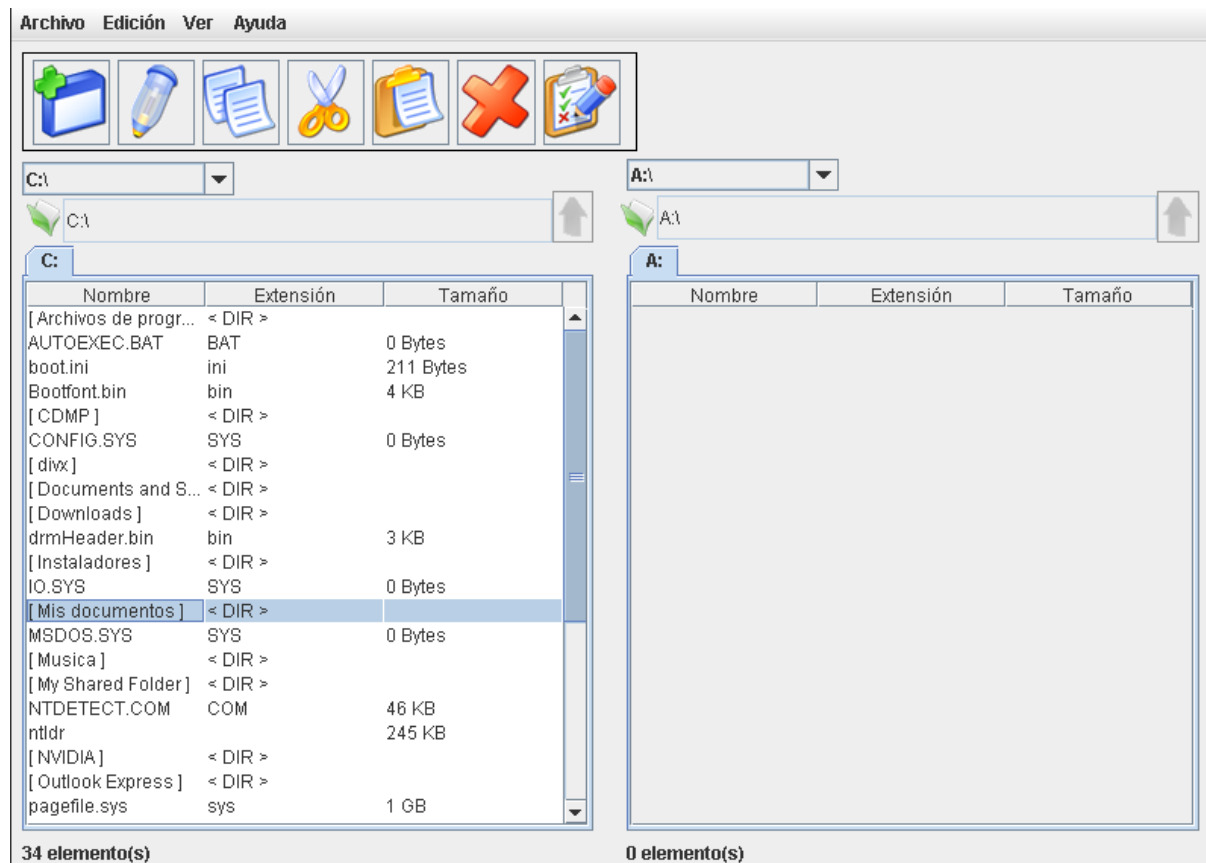 Archivo Edición Ver Ayuda
C:\
A:\
C:\
A:\
C:
A:
Nombre Extensión Tamaño
Nombre Extensión Tamaño
[ Archivos de progr... < DIR >
AUTOEXEC.BAT BAT 0 Bytes
boot.ini ini 211 Bytes
Bootfont.bin bin 4 KB
[ CDMP ] < DIR >
CONFIG.SYS SYS 0 Bytes
[ divx ] < DIR >
[ Documents and S... < DIR >
[ Downloads ] < DIR >
drmHeader.bin bin 3 KB
[ Instaladores ] < DIR >
IO.SYS SYS 0 Bytes
[ Mis documentos ] < DIR >
MSDOS.SYS SYS 0 Bytes
[ Musica ] < DIR >
[ My Shared Folder ] < DIR >
NTDETECT.COM COM 46 KB
ntldr 245 KB
[ NVIDIA ] < DIR >
[ Outlook Express ] < DIR >
pagefile.sys sys 1 GB
34 elemento(s)
0 elemento(s)